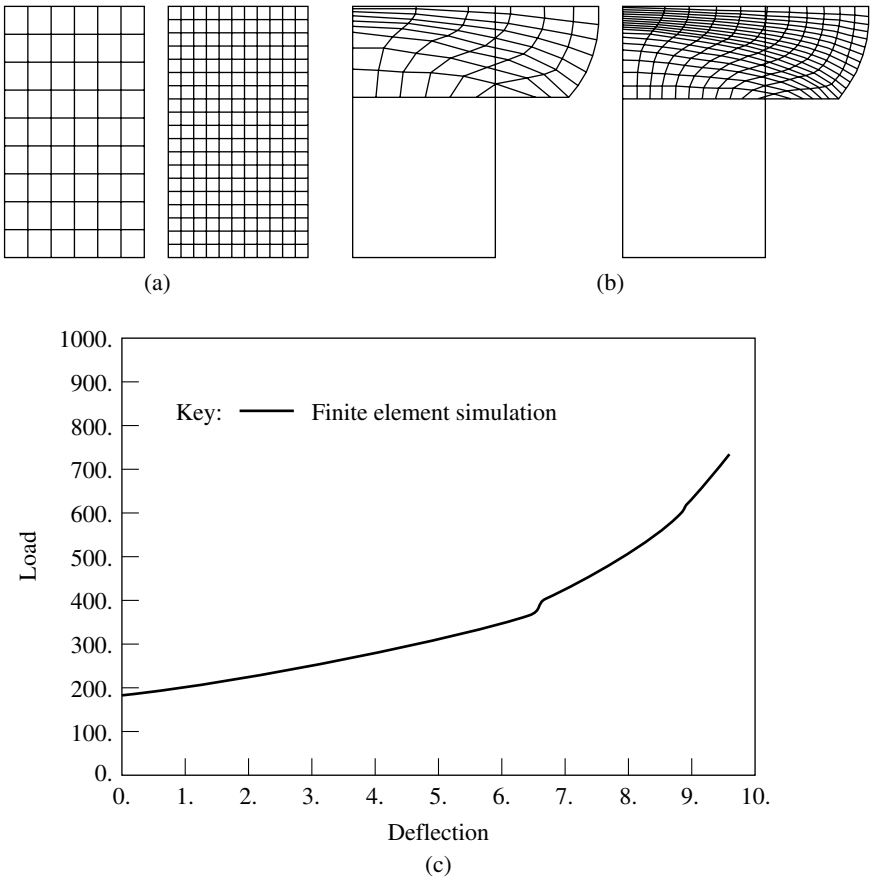 (a)
(b)
1000.
900.
800.
700.
600.
500.
400.
300.
200.
100.
0.
Key: Finite element simulation
Load
0. 1. 2. 3. 4. 5. 6. 7. 8. 9. 10.
Deflection
(c)